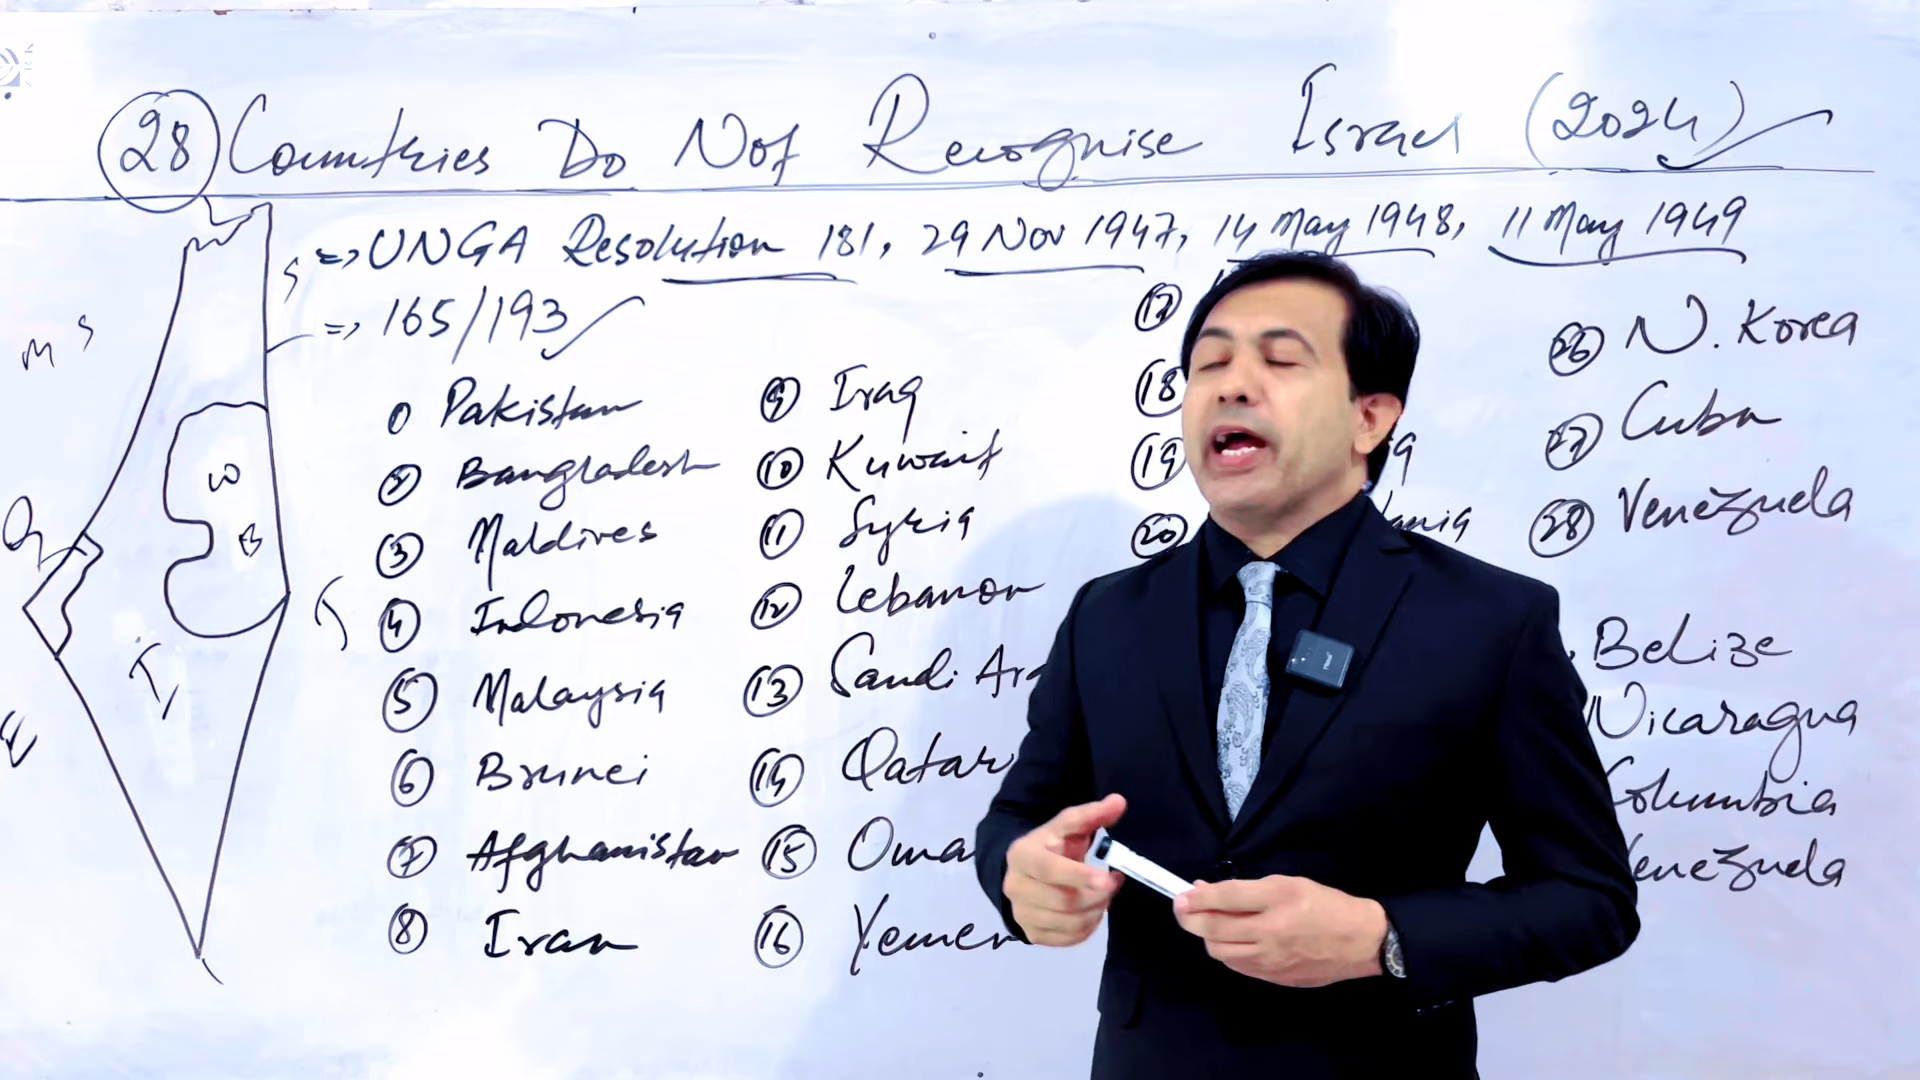 28 Countries Do Not Recognise Israel (2024)
=> UNGA Resolution 181, 29 Nov 1947, 14 May 1948, 11 May 1949
=> 165/193
1 Pakistan
2 Bangladesh
3 Maldives
4 Indonesia
5 Malaysia
6 Brunei
7 Afghanistan
8 Iran
9 Iraq
10 Kuwait
11 Syria
12 Lebanon
13 Saudi Ara
14 Qatar
15 Oma
16 Yemen
17
18
19
20
26 N. Korea
27 Cuba
28 Venezuela
Belize
Nicaragua
Columbia
Venezuela
S
M S
W
B
G
J
I
E